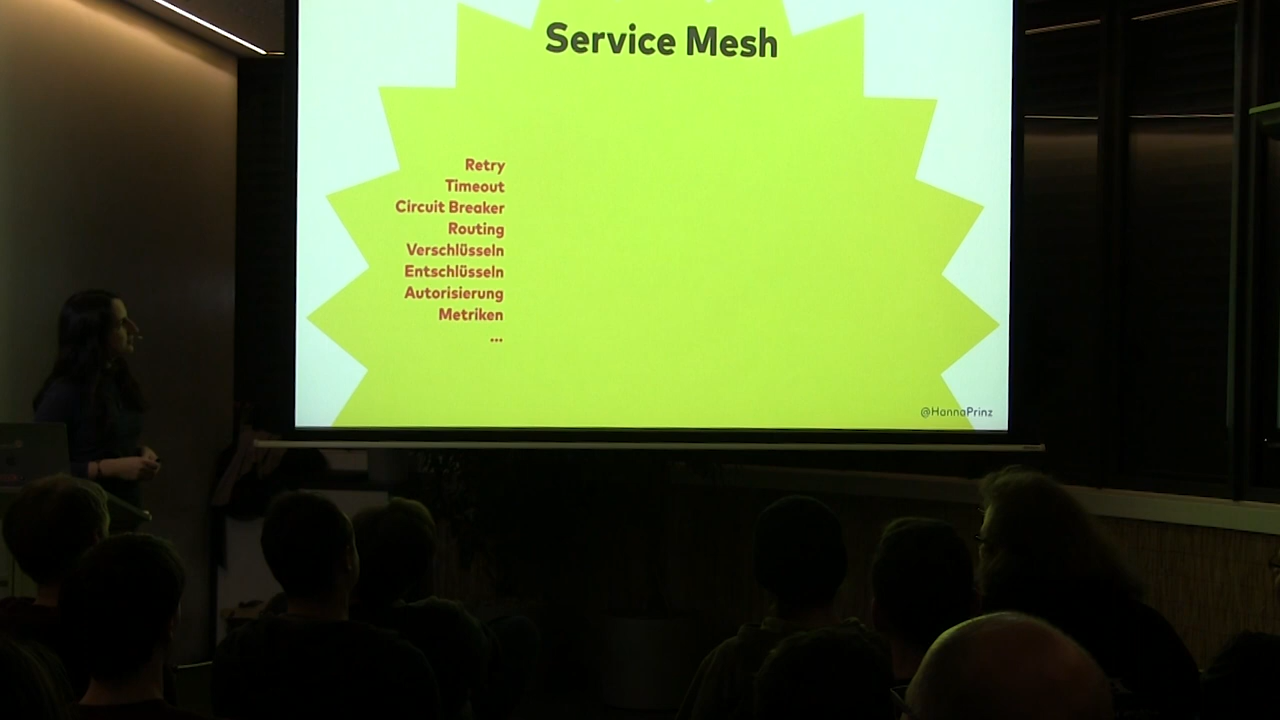 Service Mesh
Retry
Timeout
Circuit Breaker
Routing
Verschlüsseln
Entschlüsseln
Autorisierung
Metriken
...
@HannaPrinz